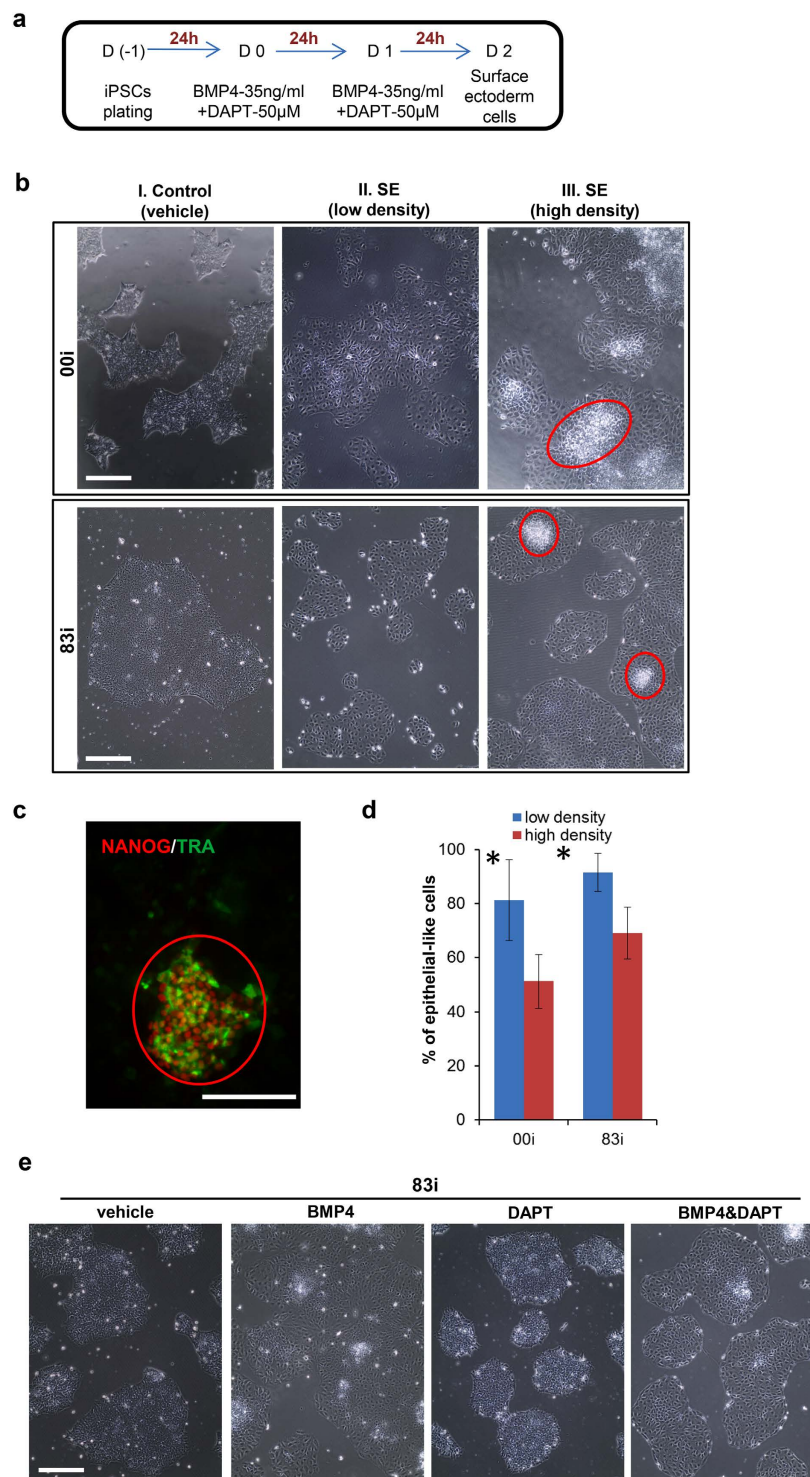 a
24h 24h 24h
D (-1) D 0 D 1 D 2
iPSCs plating
BMP4-35ng/ml
+DAPT-50µM
BMP4-35ng/ml
+DAPT-50µM
Surface
ectoderm
cells
b
I. Control
(vehicle)
II. SE
(low density)
III. SE
(high density)
00i
83i
c
NANOG/TRA
d
low density
high density
% of epithelial-like cells
100
80
60
40
20
0
* *
00i 83i
e
83i
vehicle BMP4 DAPT BMP4&DAPT